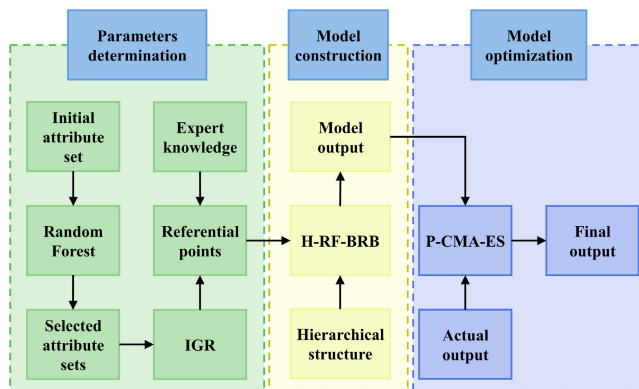 Parameters
determination
Model
construction
Model
optimization
Initial
attribute
set
Expert
knowledge
Model
output
Random
Forest
Referential
points
H-RF-BRB
P-CMA-ES
Final
output
Selected
attribute
sets
IGR
Hierarchical
structure
Actual
output